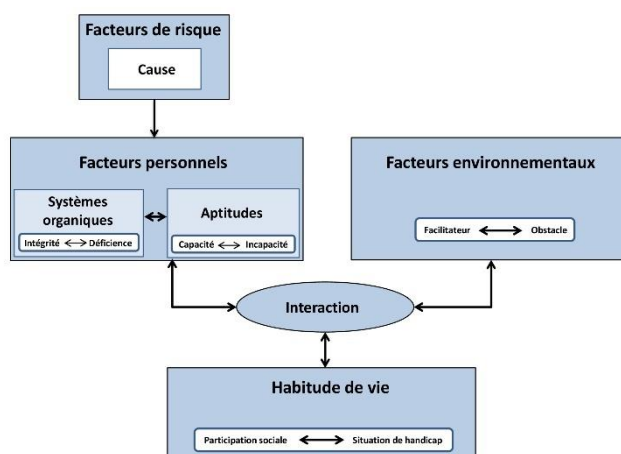 Facteurs de risque
Cause
Facteurs personnels
Systèmes
organiques
Intégrité Déficience
Aptitudes
Capacité Incapacité
Facteurs environnementaux
Facilitateur Obstacle
Interaction
Habitude de vie
Participation sociale Situation de handicap